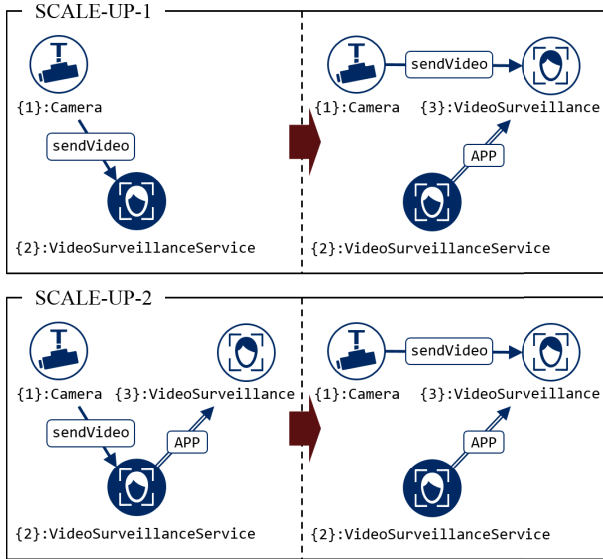 SCALE-UP-1
sendVideo
{1}:Camera
{1}:Camera {3}:VideoSurveillance
sendVideo
APP
{2}:VideoSurveillanceService
{2}:VideoSurveillanceService
SCALE-UP-2
sendVideo
{1}:Camera {3}:VideoSurveillance
{1}:Camera {3}:VideoSurveillance
sendVideo
APP
APP
{2}:VideoSurveillanceService
{2}:VideoSurveillanceService